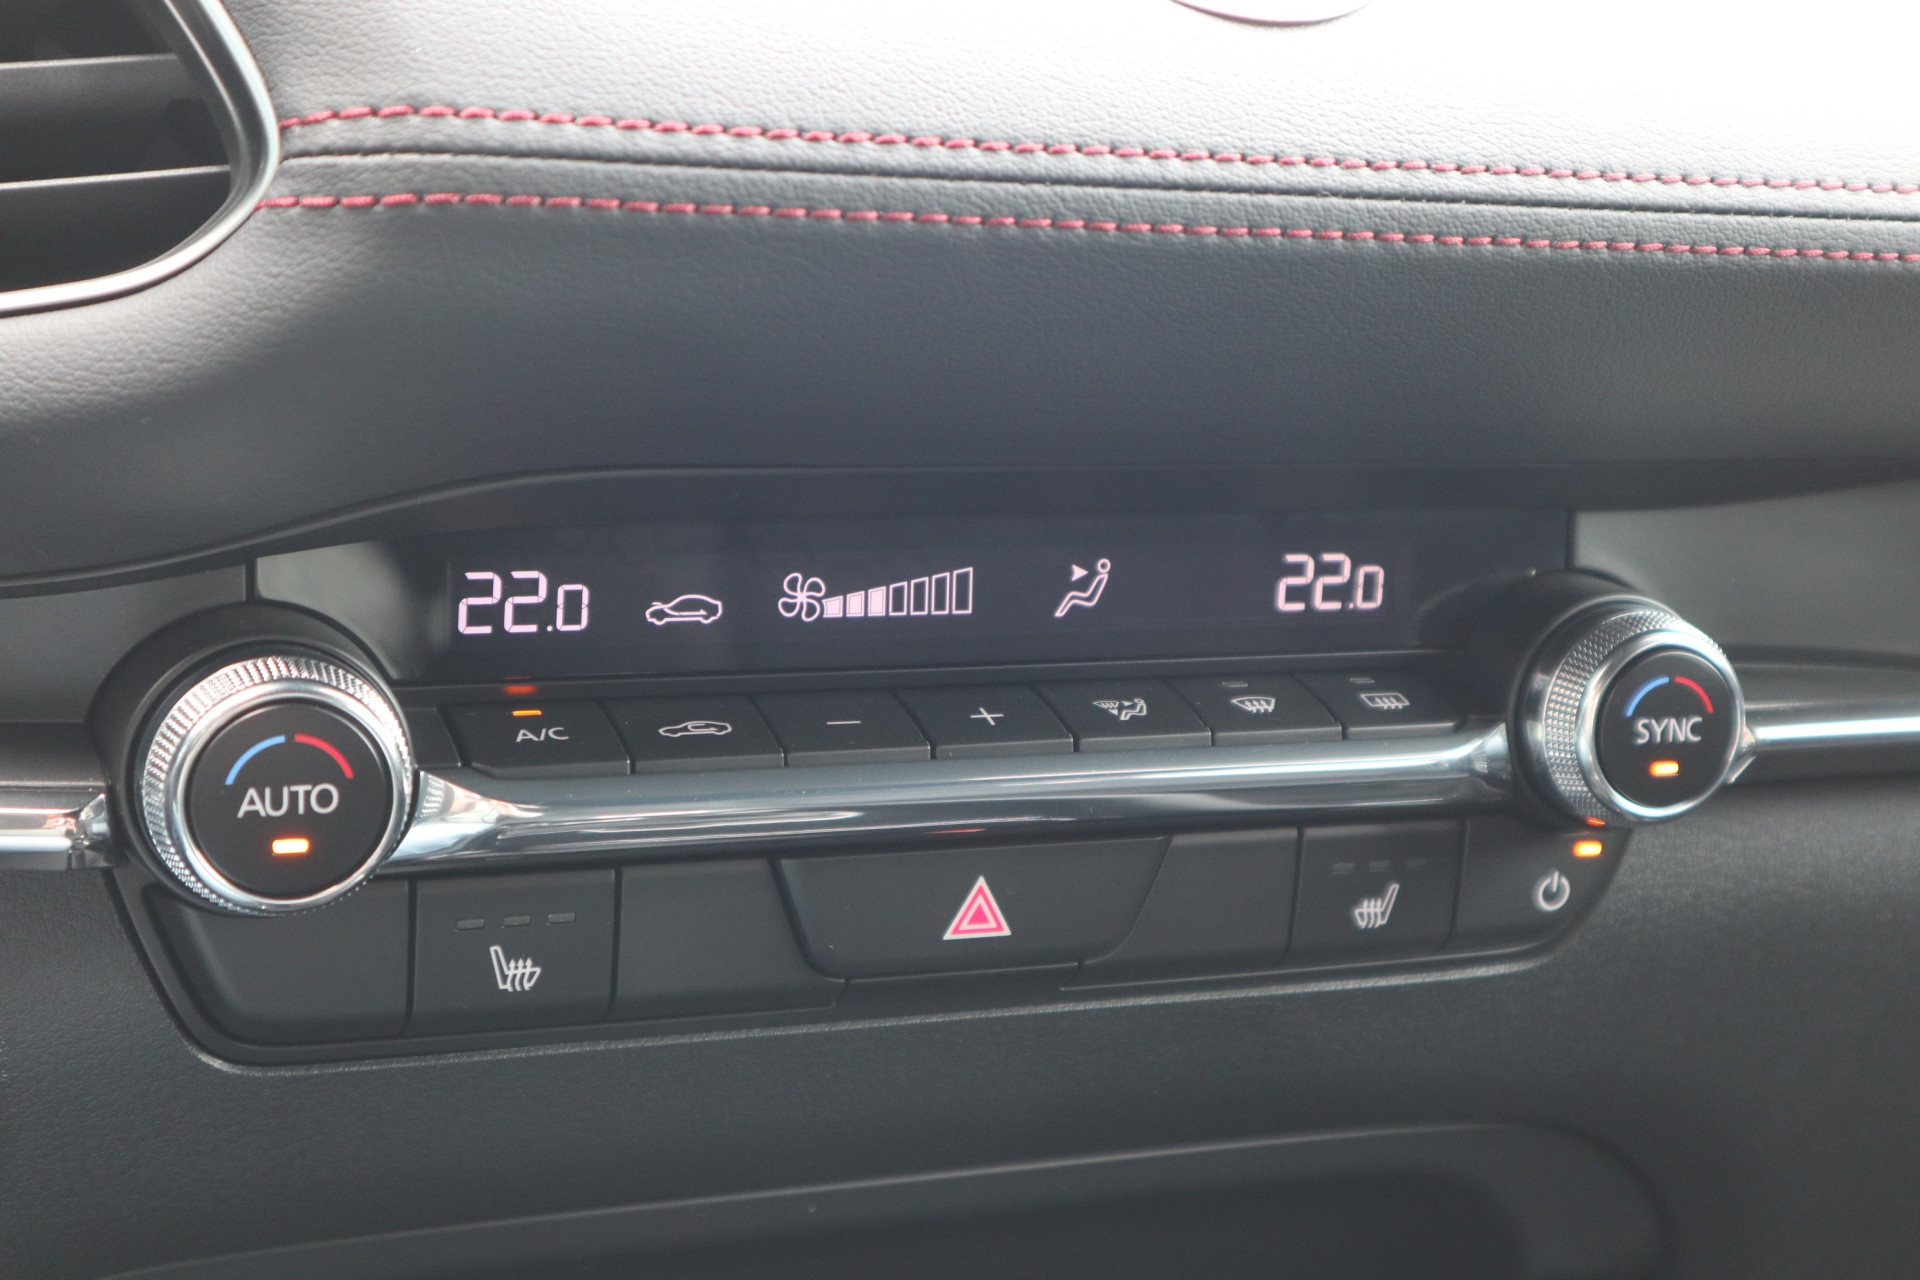 22.0 22.0
A/C − +
AUTO
SYNC